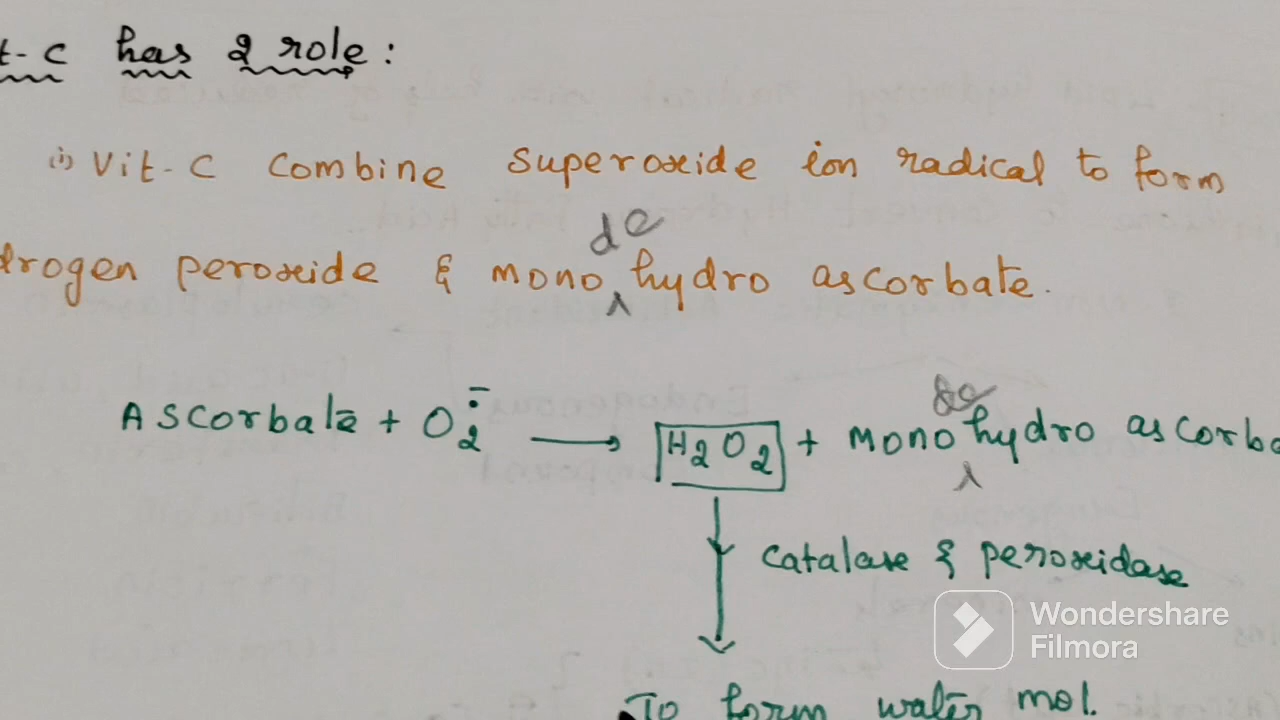 t-C has 2 role:
(i) Vit-C combine superoxide ion radical to form
de
drogen peroxide & mono hydro ascorbate.
de
Ascorbate + O2•̄ → H2O2 + mono hydro ascorba
catalase & peroxidase
Wondershare
Filmora
To form water mol.